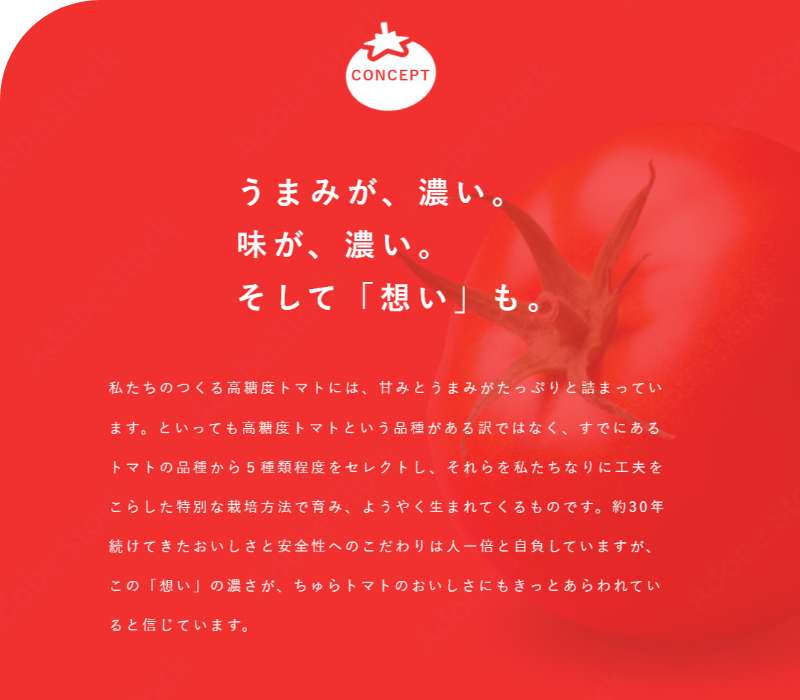 CONCEPT
うまみが、濃い。
味が、濃い。
そして「想い」も。
私たちのつくる高糖度トマトには、甘みとうまみがたっぷりと詰まってい
ます。といっても高糖度トマトという品種がある訳ではなく、すでにある
トマトの品種から５種類程度をセレクトし、それらを私たちなりに工夫を
こらした特別な栽培方法で育み、ようやく生まれてくるものです。約30年
続けてきたおいしさと安全性へのこだわりは人一倍と自負していますが、
この「想い」の濃さが、ちゅらトマトのおいしさにもきっとあらわれてい
ると信じています。